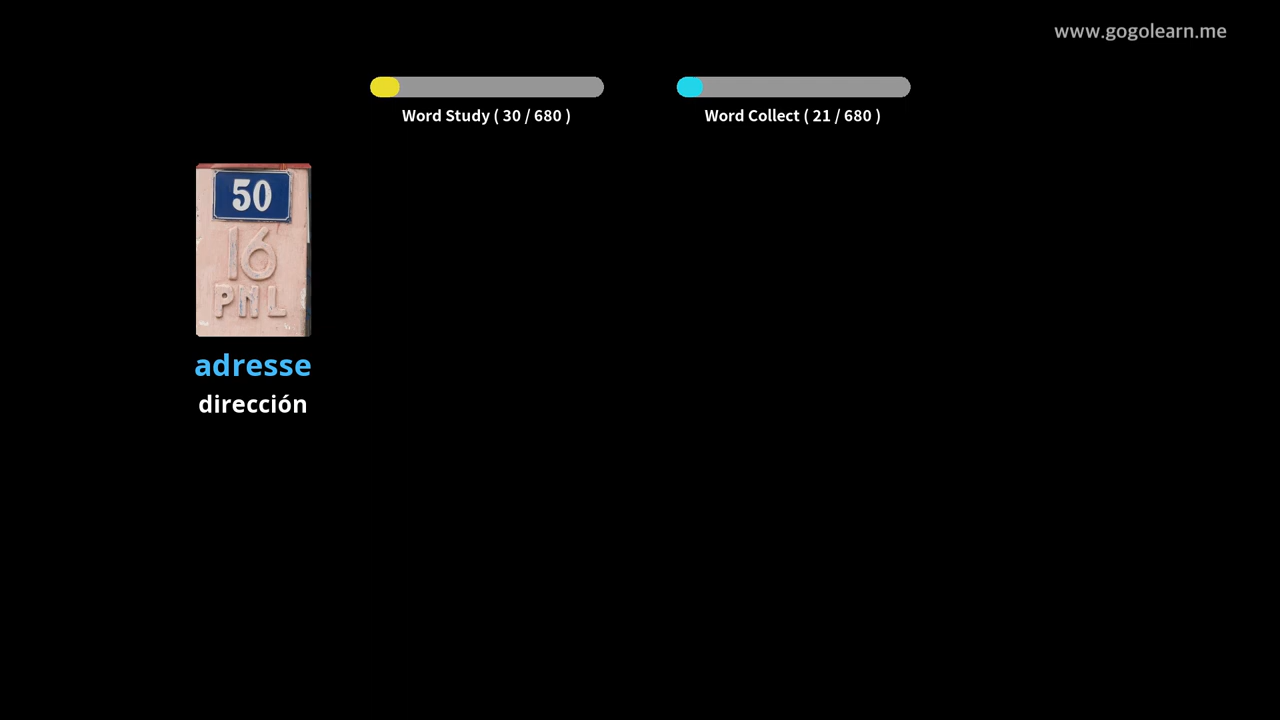 www.gogolearn.me
Word Study ( 30 / 680 )
Word Collect ( 21 / 680 )
50
16
PNL
adresse
dirección